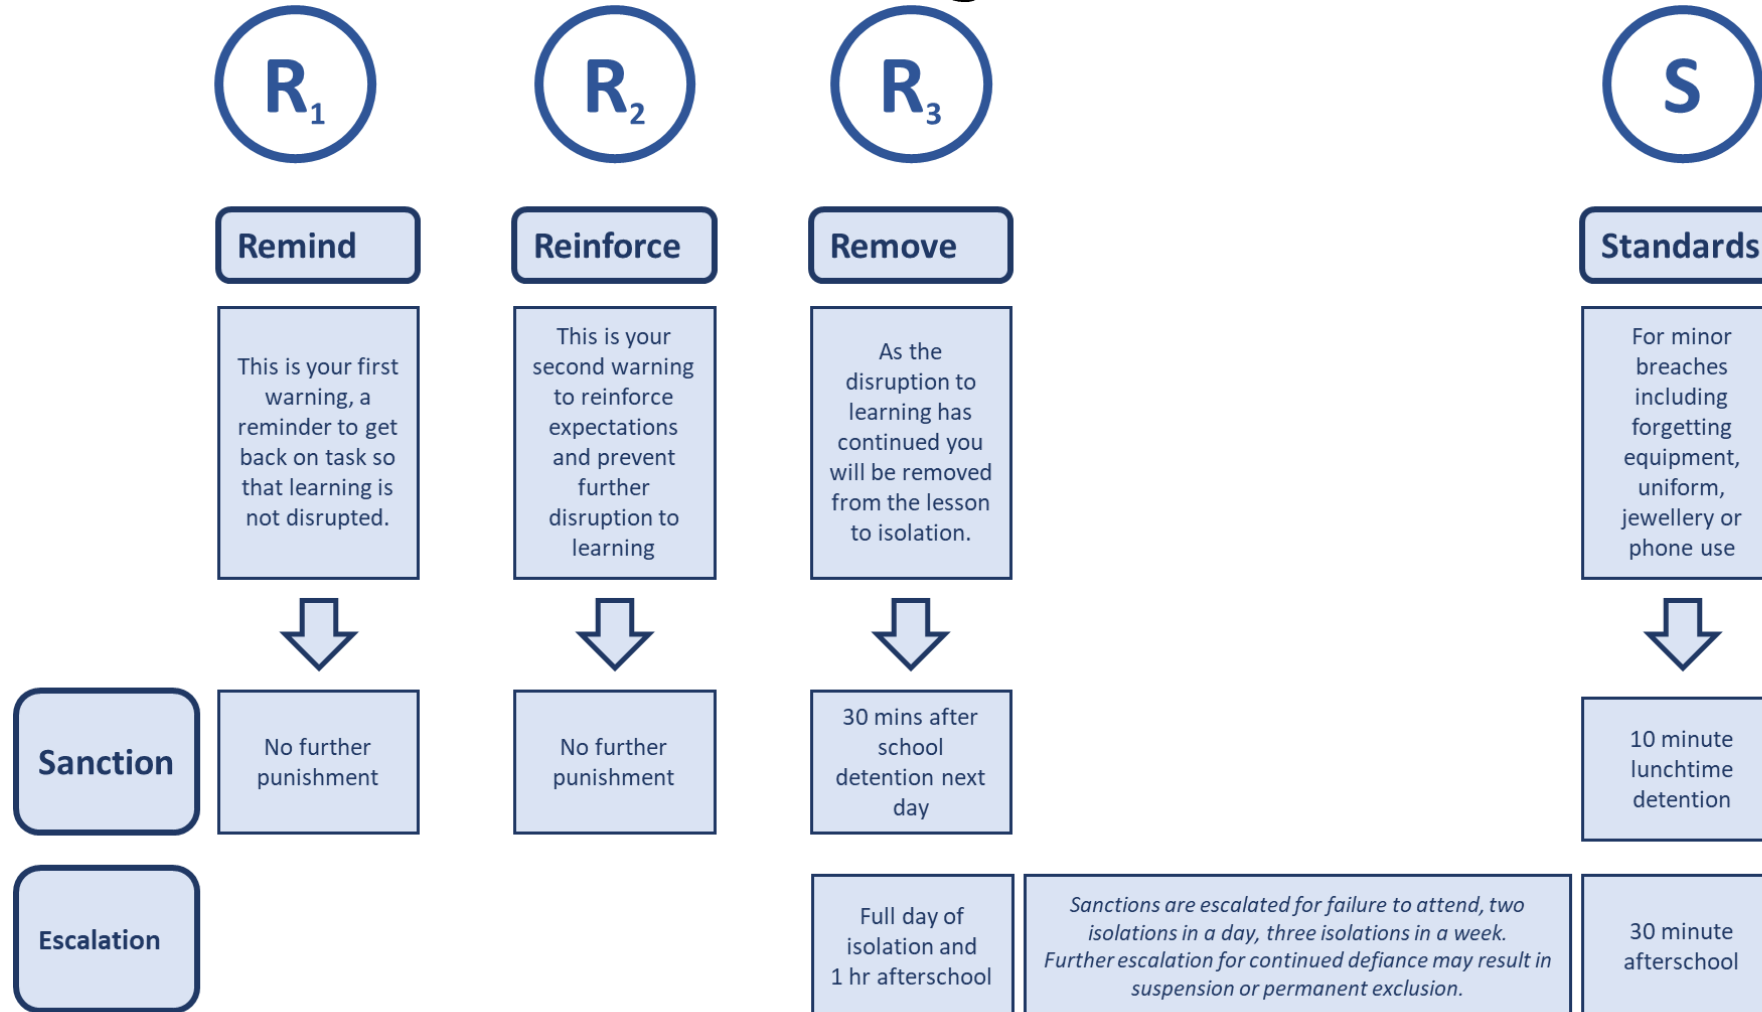 R1
R2
R3
S
Remind
Reinforce
Remove
Standards
This is your first
warning, a
reminder to get
back on task so
that learning is
not disrupted.
This is your
second warning
to reinforce
expectations
and prevent
further
disruption to
learning
As the
disruption to
learning has
continued you
will be removed
from the lesson
to isolation.
For minor
breaches
including
forgetting
equipment,
uniform,
jewellery or
phone use
Sanction
No further
punishment
No further
punishment
30 mins after
school
detention next
day
10 minute
lunchtime
detention
Escalation
Full day of
isolation and
1 hr afterschool
Sanctions are escalated for failure to attend, two
isolations in a day, three isolations in a week.
Further escalation for continued defiance may result in
suspension or permanent exclusion.
30 minute
afterschool